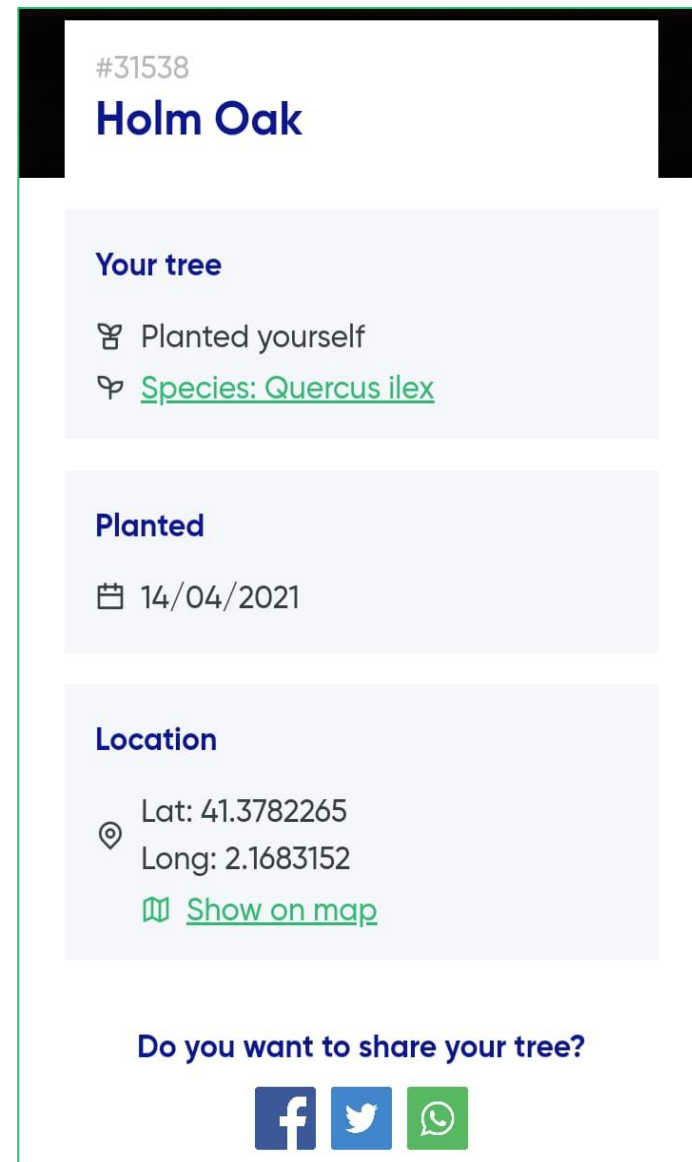 #31538
Holm Oak
Your tree
Planted yourself
Species: Quercus ilex
Planted
14/04/2021
Location
Lat: 41.3782265
Long: 2.1683152
Show on map
Do you want to share your tree?